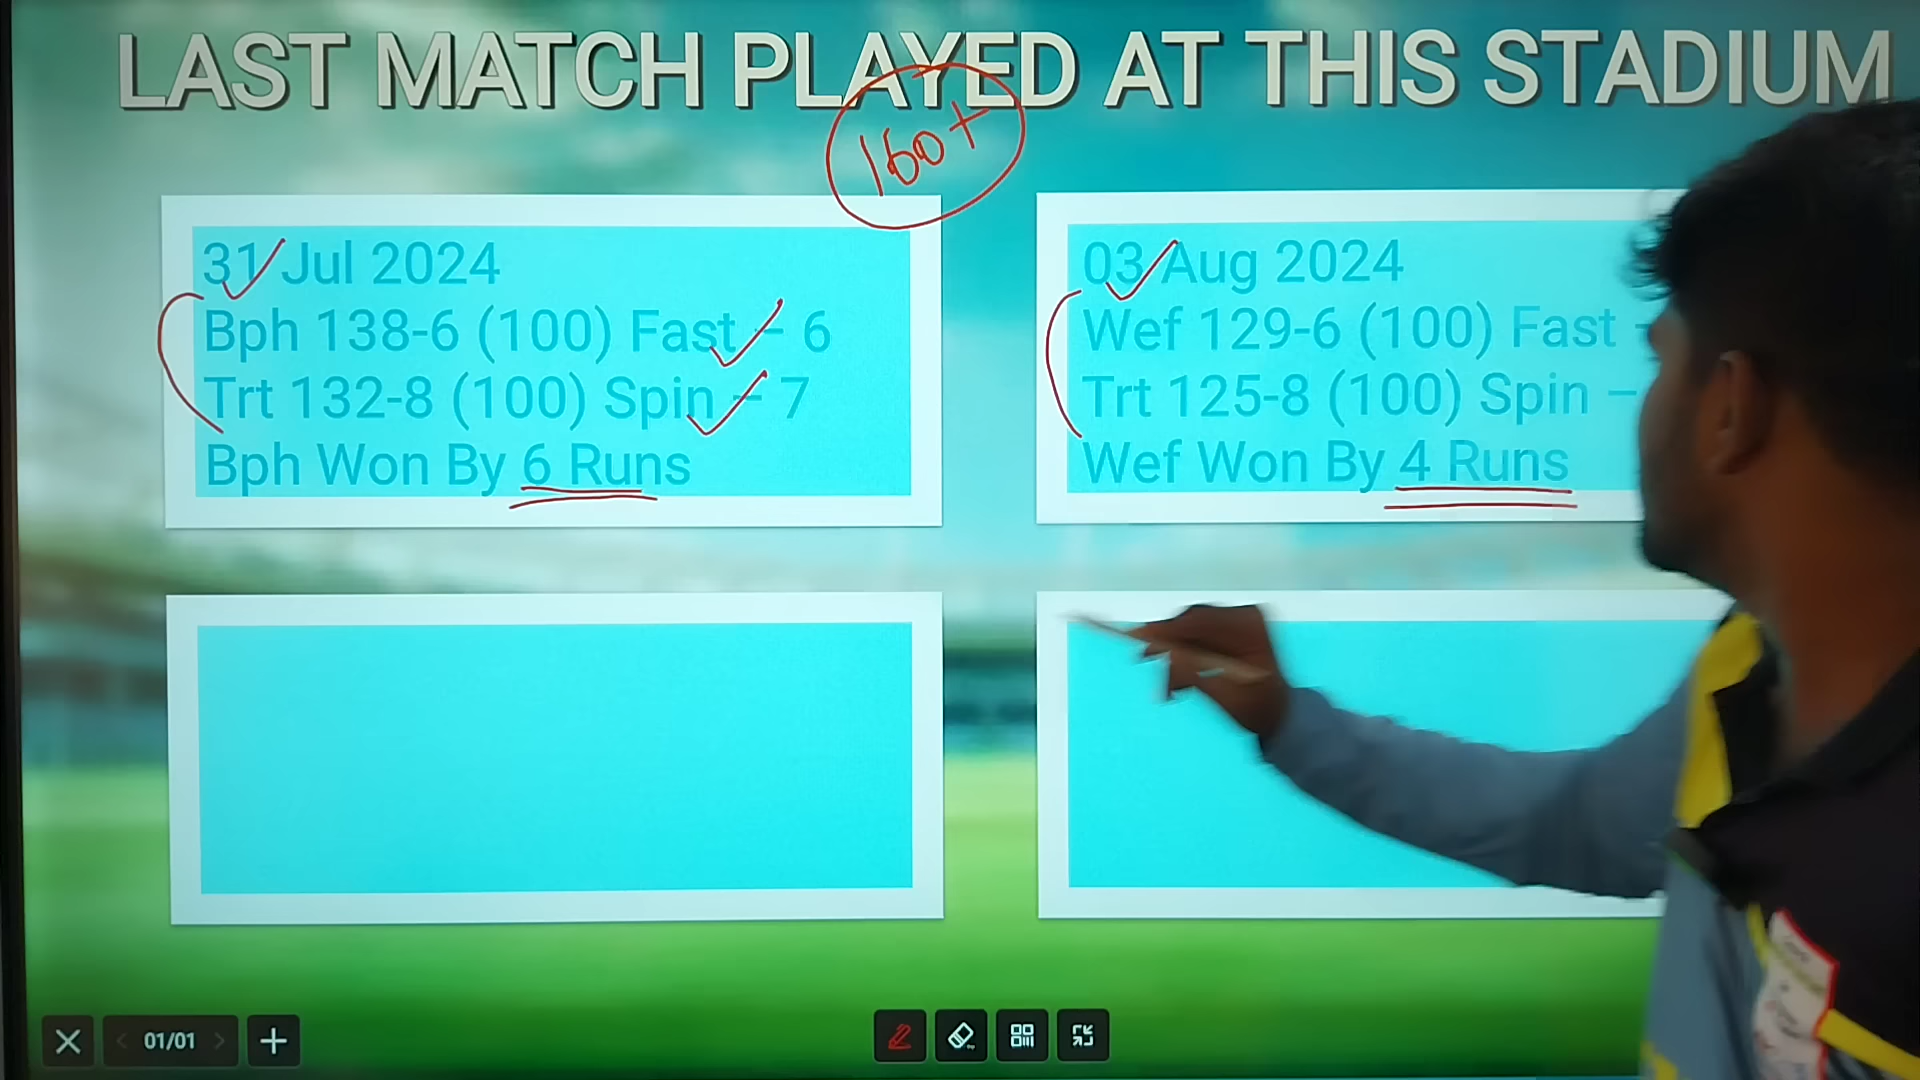 LAST MATCH PLAYED AT THIS STADIUM
160+
31 Jul 2024
Bph 138-6 (100) Fast – 6
Trt 132-8 (100) Spin – 7
Bph Won By 6 Runs
03 Aug 2024
Wef 129-6 (100) Fast -
Trt 125-8 (100) Spin –
Wef Won By 4 Runs
01/01